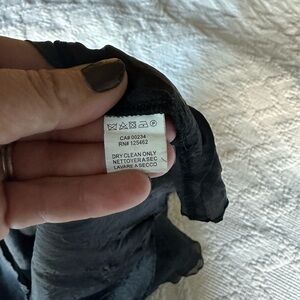 CA# 00234
RN# 125462
DRY CLEAN ONLY
NETTOYER A SEC
LAVARE A SECCO